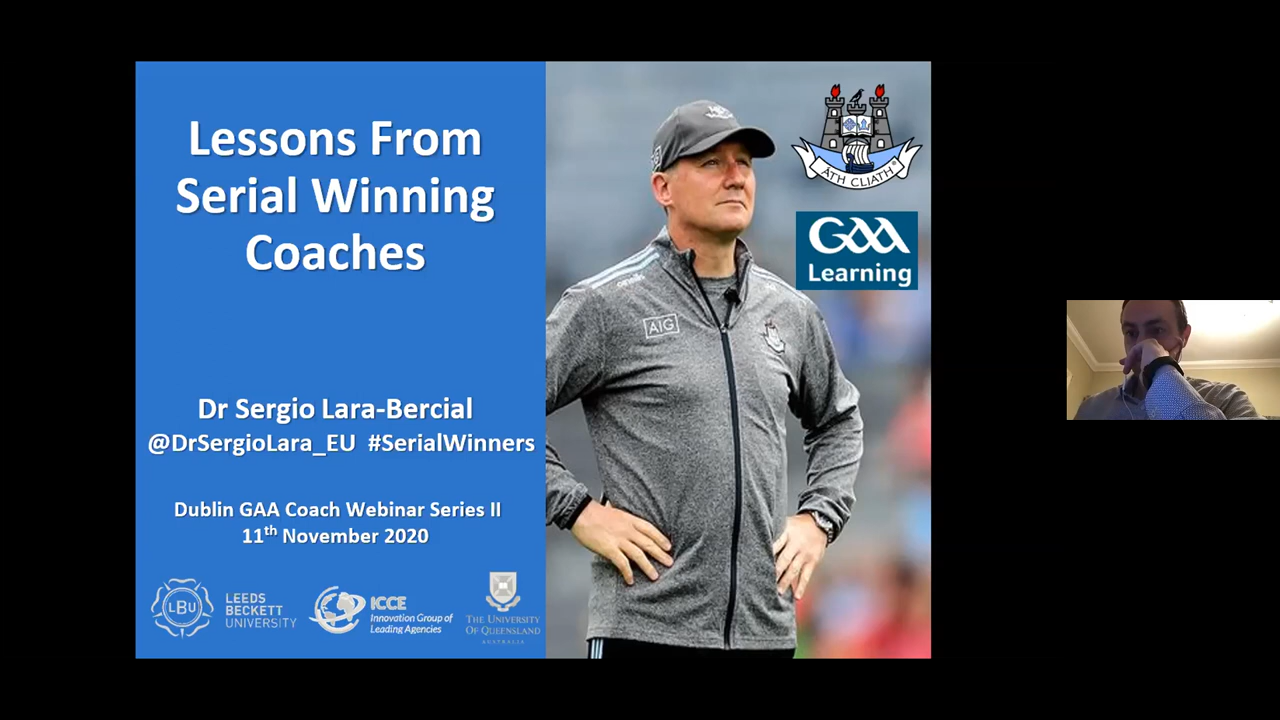 Lessons From
Serial Winning
Coaches
Dr Sergio Lara-Bercial
@DrSergioLara_EU #SerialWinners
Dublin GAA Coach Webinar Series II
11th November 2020
LBU
LEEDS
BECKETT
UNIVERSITY
ICCE
Innovation Group of
Leading Agencies
THE UNIVERSITY
OF QUEENSLAND
AUSTRALIA
ÁTH CLIATH
GAA
Learning
AIG